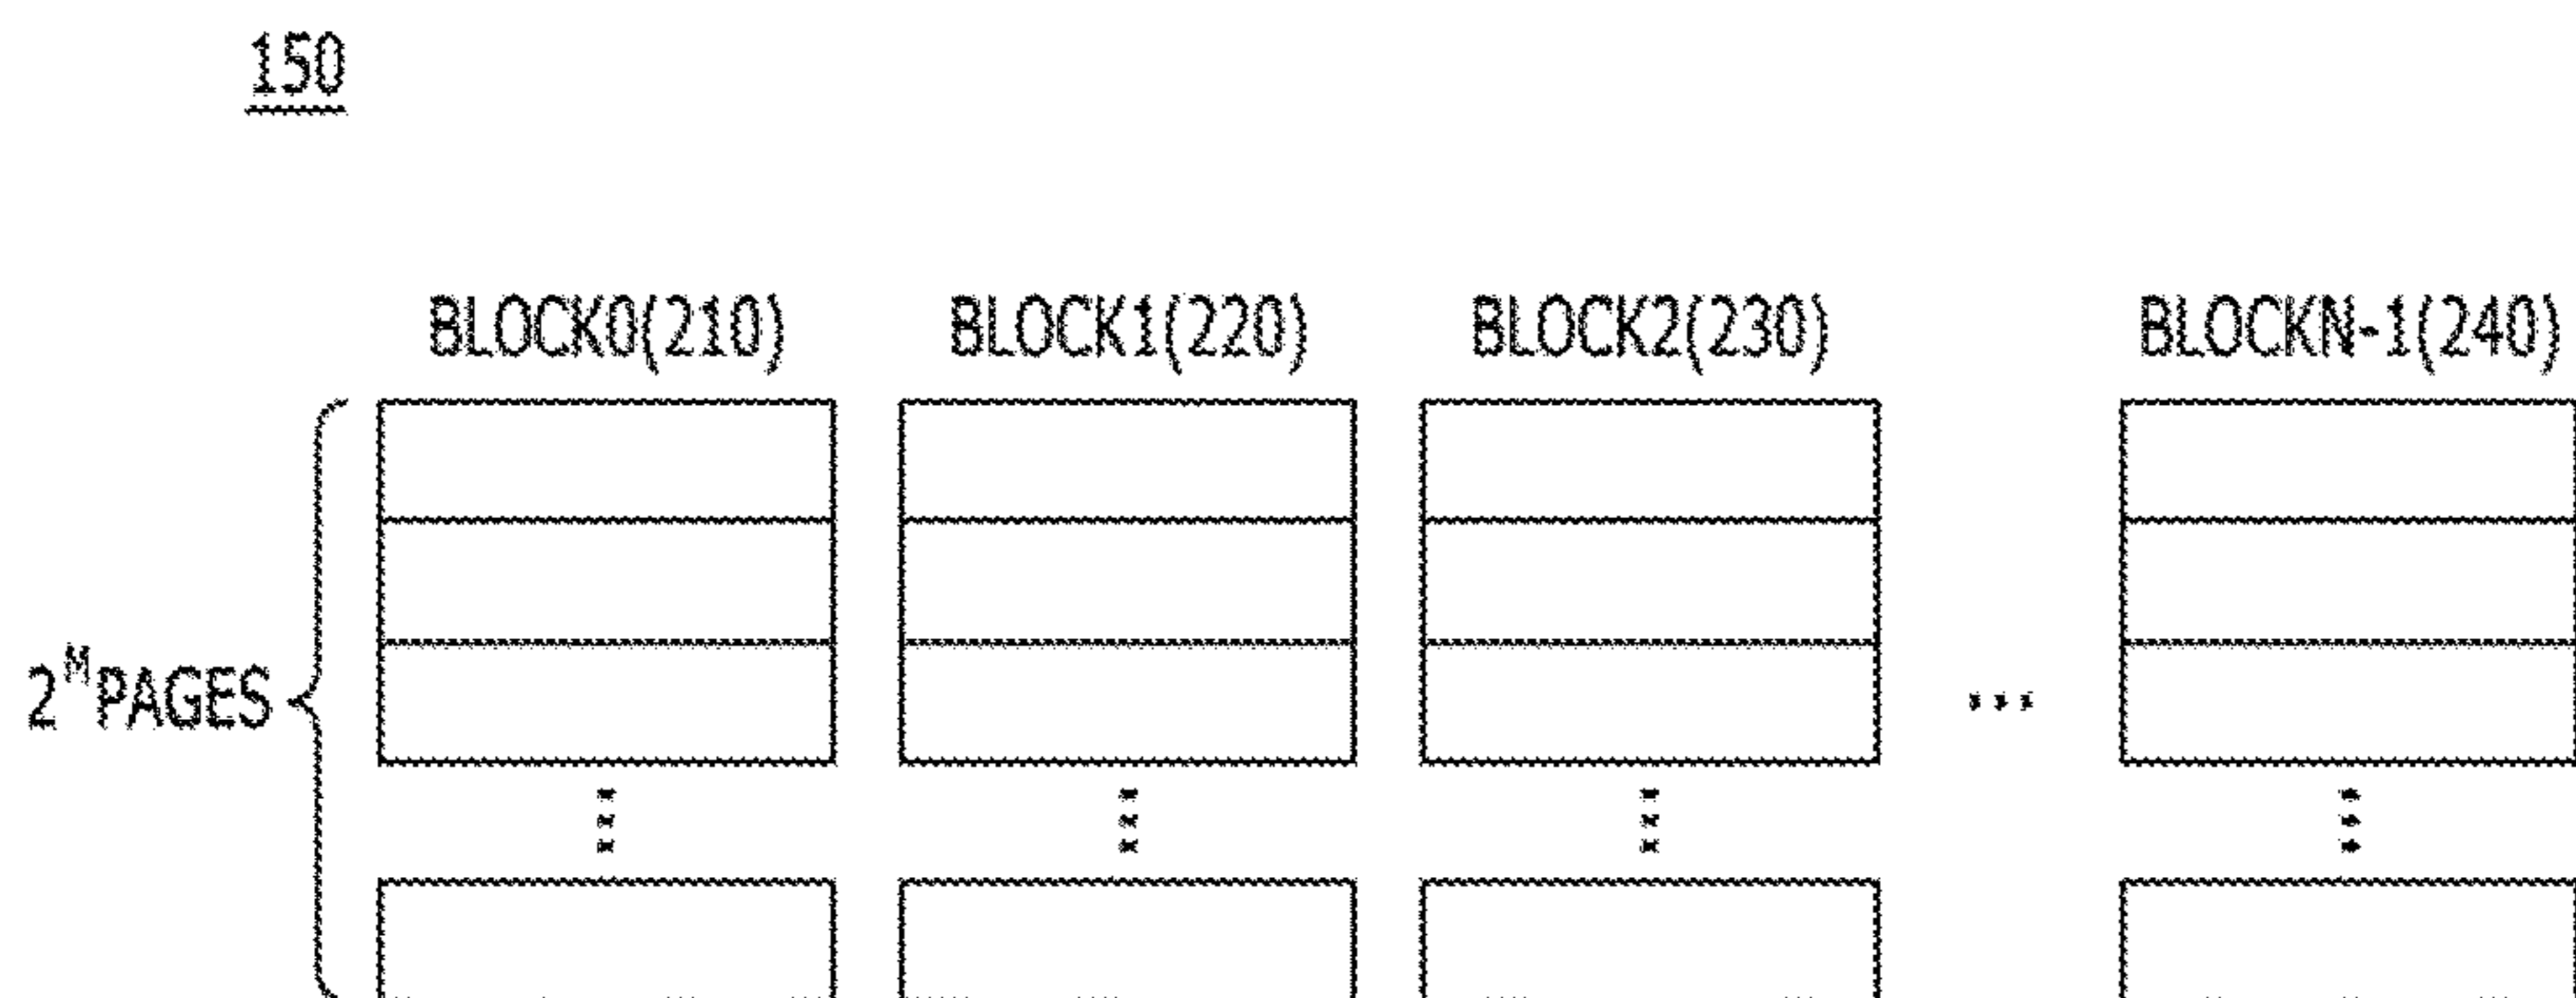 150
BLOCK0(210) BLOCK1(220) BLOCK2(230) BLOCKN-1(240)
2^M PAGES
...